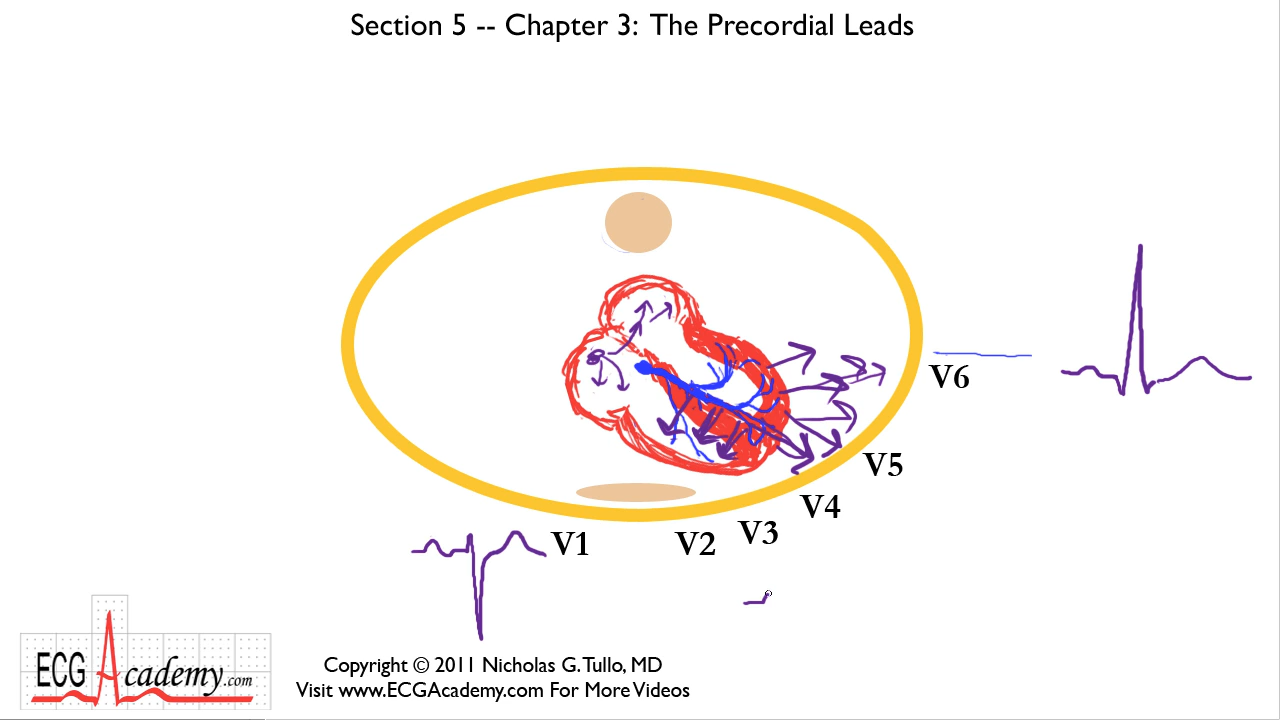 Section 5 -- Chapter 3: The Precordial Leads
V6
V5
V4
V3
V1
V2
ECG Academy.com
Copyright © 2011 Nicholas G. Tullo, MD
Visit www.ECGAcademy.com For More Videos